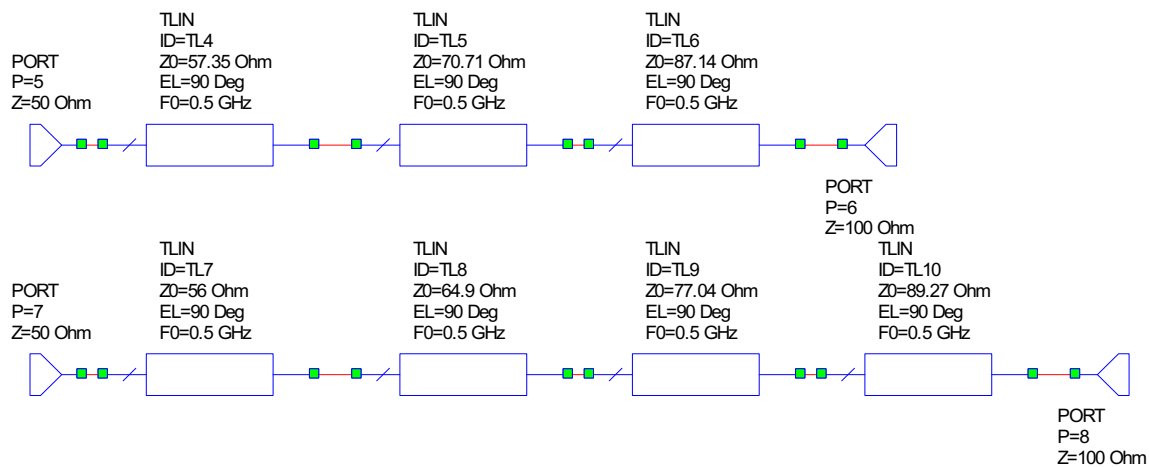 PORT
P=5
Z=50 Ohm
TLIN
ID=TL4
Z0=57.35 Ohm
EL=90 Deg
F0=0.5 GHz
TLIN
ID=TL5
Z0=70.71 Ohm
EL=90 Deg
F0=0.5 GHz
TLIN
ID=TL6
Z0=87.14 Ohm
EL=90 Deg
F0=0.5 GHz
PORT
P=6
Z=100 Ohm
PORT
P=7
Z=50 Ohm
TLIN
ID=TL7
Z0=56 Ohm
EL=90 Deg
F0=0.5 GHz
TLIN
ID=TL8
Z0=64.9 Ohm
EL=90 Deg
F0=0.5 GHz
TLIN
ID=TL9
Z0=77.04 Ohm
EL=90 Deg
F0=0.5 GHz
TLIN
ID=TL10
Z0=89.27 Ohm
EL=90 Deg
F0=0.5 GHz
PORT
P=8
Z=100 Ohm